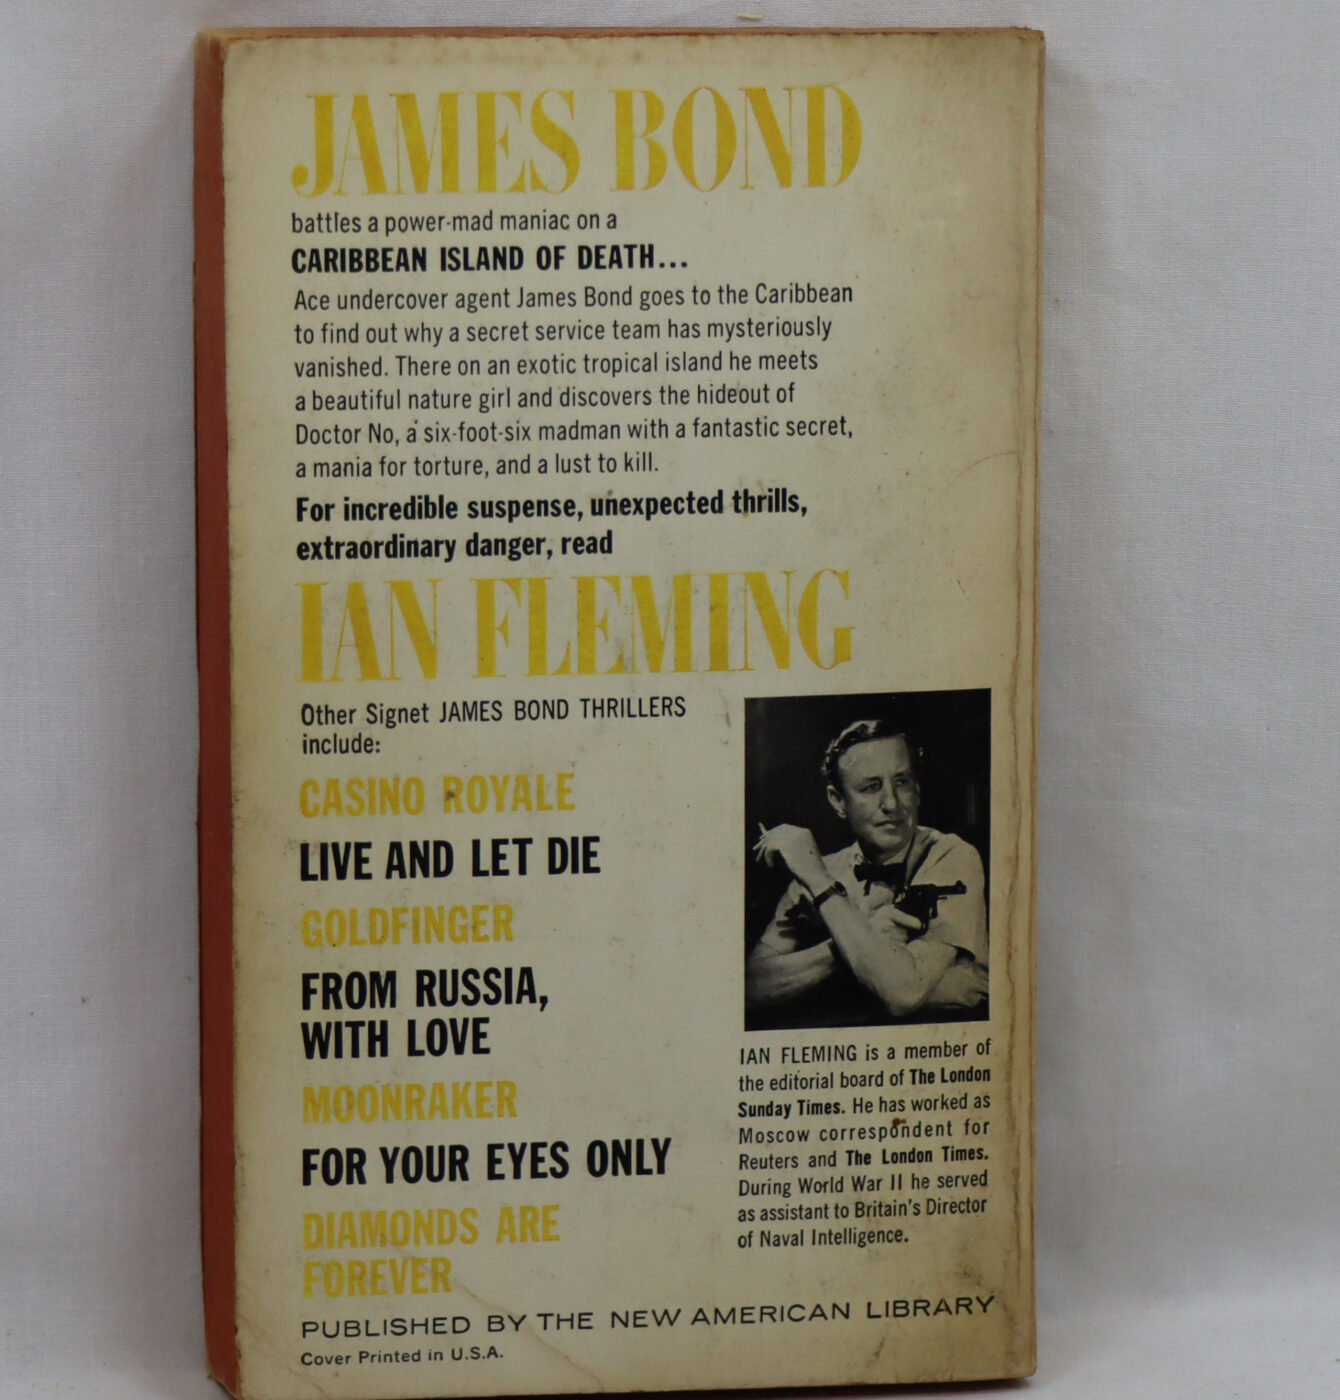 JAMES BOND
battles a power-mad maniac on a
CARIBBEAN ISLAND OF DEATH...
Ace undercover agent James Bond goes to the Caribbean
to find out why a secret service team has mysteriously
vanished. There on an exotic tropical island he meets
a beautiful nature girl and discovers the hideout of
Doctor No, a six-foot-six madman with a fantastic secret,
a mania for torture, and a lust to kill.
For incredible suspense, unexpected thrills,
extraordinary danger, read
IAN FLEMING
Other Signet JAMES BOND THRILLERS
include:
CASINO ROYALE
LIVE AND LET DIE
GOLDFINGER
FROM RUSSIA,
WITH LOVE
MOONRAKER
FOR YOUR EYES ONLY
DIAMONDS ARE
FOREVER
IAN FLEMING is a member of
the editorial board of The London
Sunday Times. He has worked as
Moscow correspondent for
Reuters and The London Times.
During World War II he served
as assistant to Britain's Director
of Naval Intelligence.
PUBLISHED BY THE NEW AMERICAN LIBRARY
Cover Printed in U.S.A.